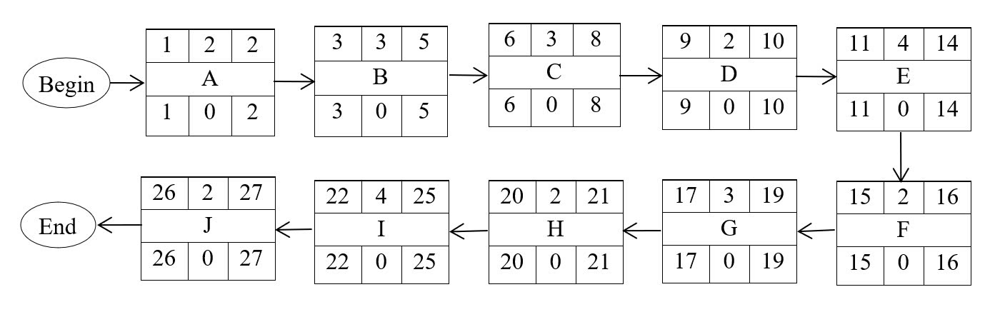 1 2 2
A
1 0 2
3 3 5
B
3 0 5
6 3 8
C
6 0 8
9 2 10
D
9 0 10
11 4 14
E
11 0 14
Begin
15 2 16
F
15 0 16
17 3 19
G
17 0 19
20 2 21
H
20 0 21
22 4 25
I
22 0 25
26 2 27
J
26 0 27
End